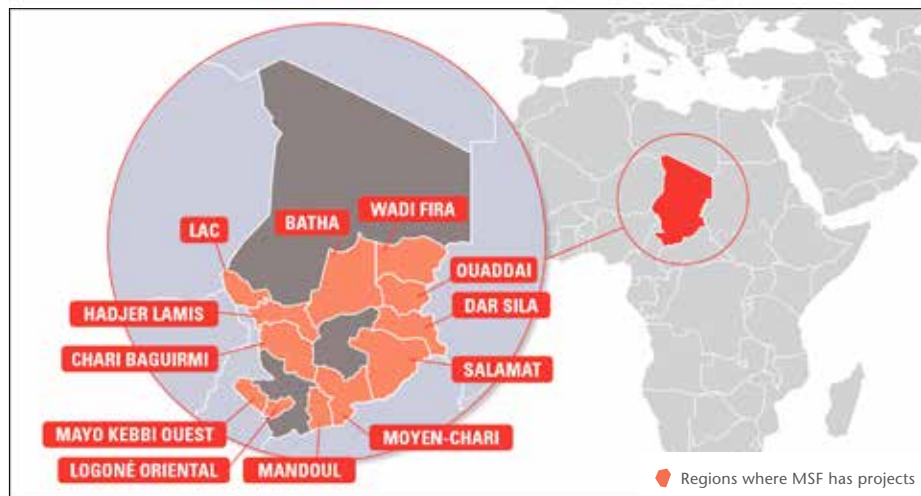 WADI FIRA
BATHA
LAC
OUADDAI
DAR SILA
HADJER LAMIS
CHARI BAGUIRMI
SALAMAT
MAYO KEBBI OUEST
MOYEN-CHARI
LOGONÉ ORIENTAL
MANDOUL
Regions where MSF has projects